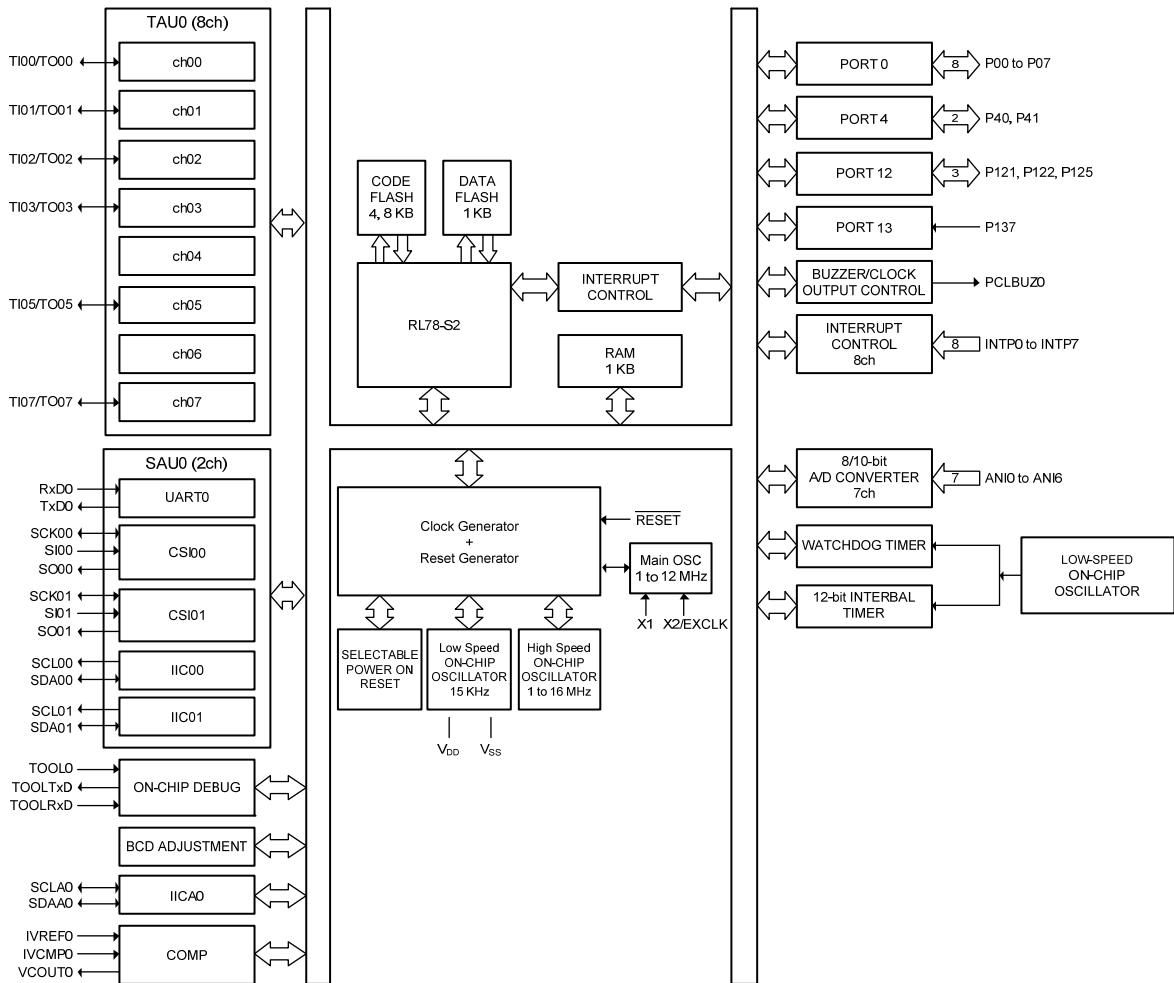 TAU0 (8ch)
TI00/TO00
ch00
TI01/TO01
ch01
TI02/TO02
ch02
TI03/TO03
ch03
ch04
TI05/TO05
ch05
ch06
TI07/TO07
ch07
SAU0 (2ch)
RxD0
TxD0
UART0
SCK00
SI00
SO00
CSI00
SCK01
SI01
SO01
CSI01
SCL00
SDA00
IIC00
SCL01
SDA01
IIC01
TOOL0
TOOLTxD
TOOLRxD
ON-CHIP DEBUG
BCD ADJUSTMENT
SCLA0
SDAA0
IICA0
IVREF0
IVCMP0
VCOUT0
COMP
CODE
FLASH
4, 8 KB
DATA
FLASH
1 KB
RL78-S2
INTERRUPT
CONTROL
RAM
1 KB
Clock Generator
+
Reset Generator
RESET
Main OSC
1 to 12 MHz
X1
X2/EXCLK
SELECTABLE
POWER ON
RESET
Low Speed
ON-CHIP
OSCILLATOR
15 KHz
High Speed
ON-CHIP
OSCILLATOR
1 to 16 MHz
VDD
VSS
PORT 0
8
P00 to P07
PORT 4
2
P40, P41
PORT 12
3
P121, P122, P125
PORT 13
P137
BUZZER/CLOCK
OUTPUT CONTROL
PCLBUZ0
INTERRUPT
CONTROL
8ch
8
INTP0 to INTP7
8/10-bit
A/D CONVERTER
7ch
7
ANI0 to ANI6
WATCHDOG TIMER
12-bit INTERBAL
TIMER
LOW-SPEED
ON-CHIP
OSCILLATOR